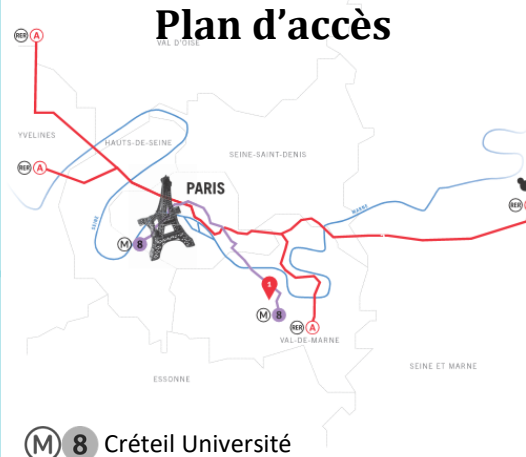 Plan d’accès
VAL D'OISE
RER A
YVELINES
HAUTS-DE-SEINE
SEINE-SAINT-DENIS
RER A
PARIS
SEINE
MARNE
RER
M 8
1
M 8
RER A
VAL-DE-MARNE
SEINE ET MARNE
ESSONNE
M 8 Créteil Université